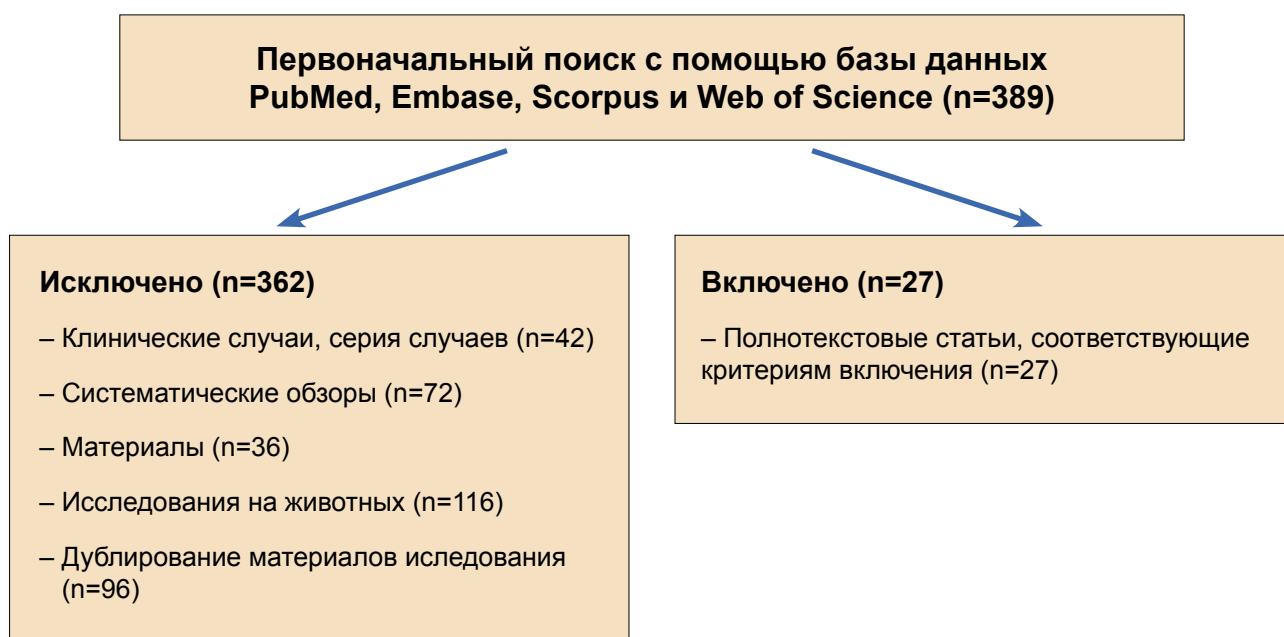 Первоначальный поиск с помощью базы данных
PubMed, Embase, Scorpus и Web of Science (n=389)
Исключено (n=362)
– Клинические случаи, серия случаев (n=42)
– Систематические обзоры (n=72)
– Материалы (n=36)
– Исследования на животных (n=116)
– Дублирование материалов иследования
(n=96)
Включено (n=27)
– Полнотекстовые статьи, соответствующие
критериям включения (n=27)